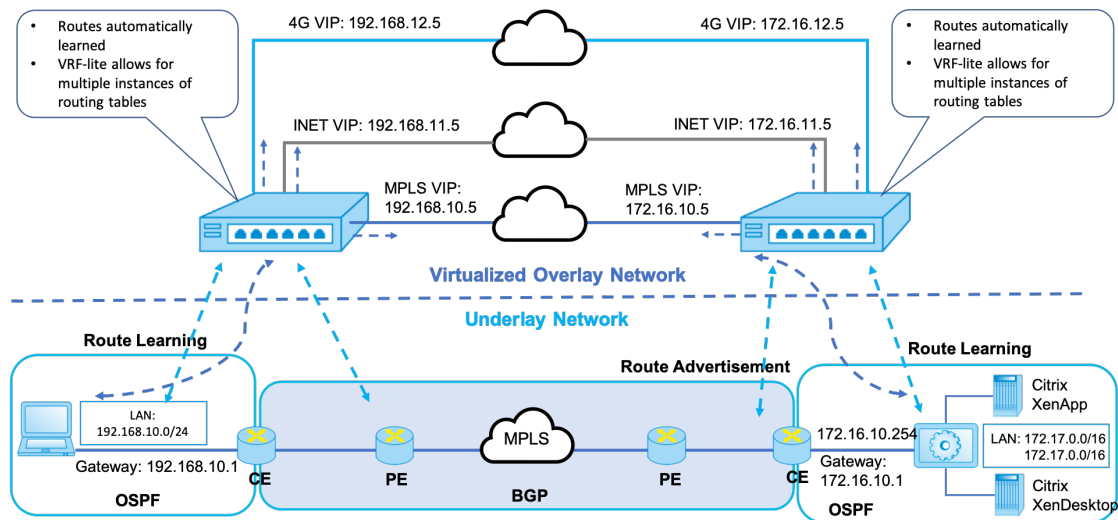 • Routes automatically
learned
• VRF-lite allows for
multiple instances of
routing tables
4G VIP: 192.168.12.5
172.16.12.5
4G VIP:
• Routes automatically
learned
• VRF-lite allows for
multiple instances of
routing tables
INET VIP: 192.168.11.5
INET VIP: 172.16.11.5
MPLS VIP:
192.168.10.5
MPLS VIP:
172.16.10.5
Virtualized Overlay Network
Underlay Network
Route Learning
Route Advertisement
Route Learning
LAN:
192.168.10.0/24
Gateway: 192.168.10.1
OSPF
CE
PE
MPLS
BGP
PE
CE
172.16.10.254
Gateway:
172.16.10.1
OSPF
Citrix
XenApp
LAN: 172.17.0.0/16
172.17.0.0/16
Citrix
XenDesktop